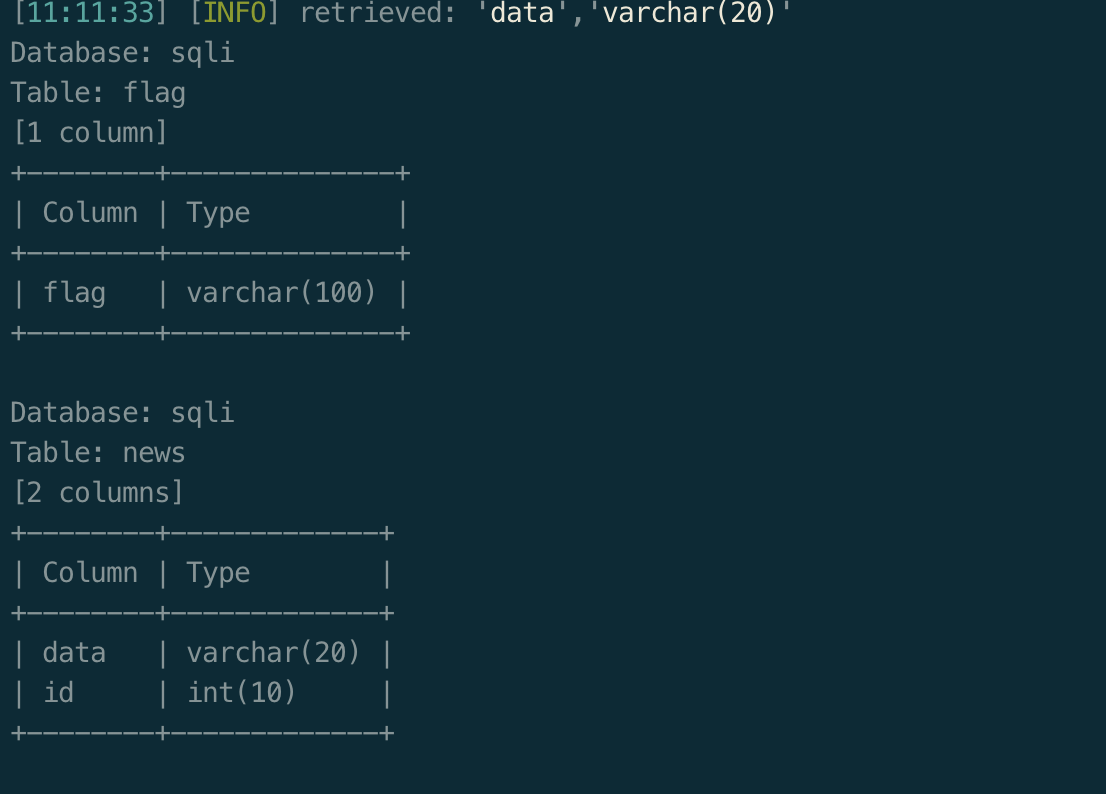 [11:11:33] [INFO] retrieved: 'data','varchar(20)'
Database: sqli
Table: flag
[1 column]
+--------+--------------+
| Column | Type         |
+--------+--------------+
| flag   | varchar(100) |
+--------+--------------+
Database: sqli
Table: news
[2 columns]
+--------+-------------+
| Column | Type        |
+--------+-------------+
| data   | varchar(20) |
| id     | int(10)     |
+--------+-------------+